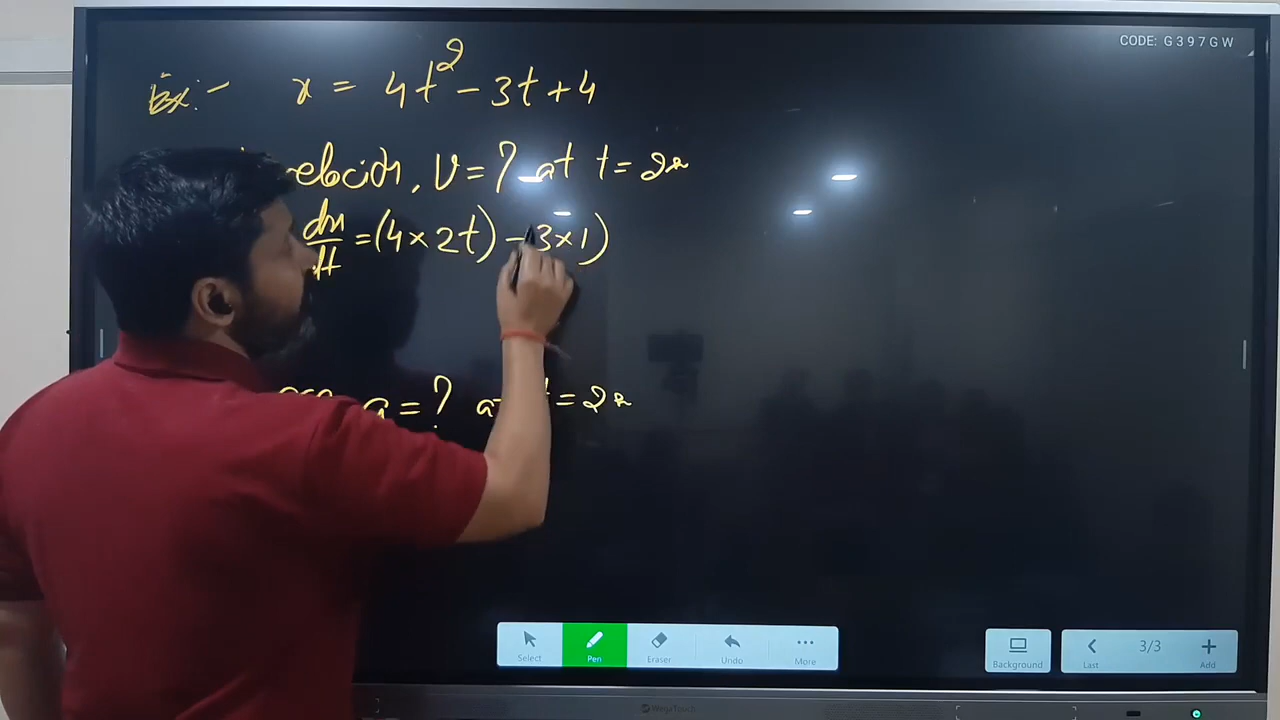 CODE: G397GW
Ex:- x = 4t² - 3t + 4
elocity, v = ? at t = 2s
dx/dt = (4 × 2t) - 3 × 1)
a = ? at t = 2s
Select Pen Eraser Undo More
Background Last 3/3 Add